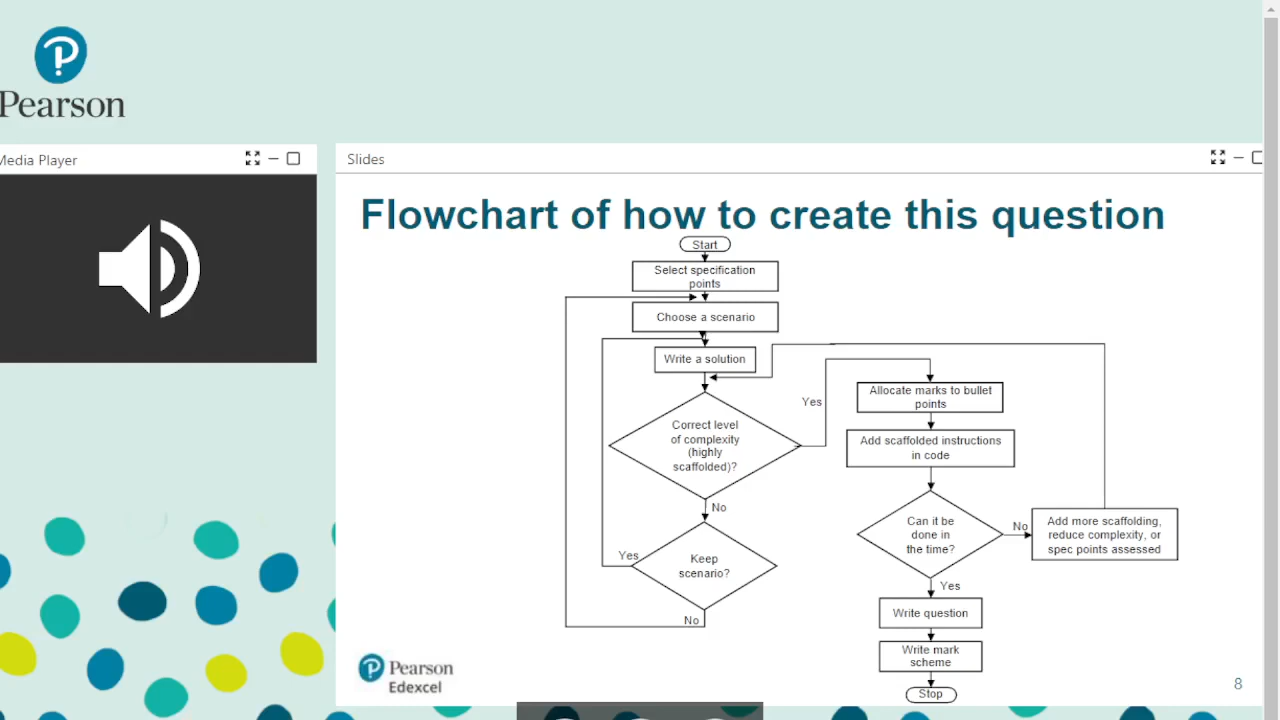 Pearson
Media Player
Slides
Flowchart of how to create this question
Start
Select specification
points
Choose a scenario
Write a solution
Correct level
of complexity
(highly
scaffolded)?
Yes
No
Keep
scenario?
Yes
No
Allocate marks to bullet
points
Add scaffolded instructions
in code
Can it be
done in
the time?
No
Add more scaffolding,
reduce complexity, or
spec points assessed
Yes
Write question
Write mark
scheme
Stop
Pearson
Edexcel
8